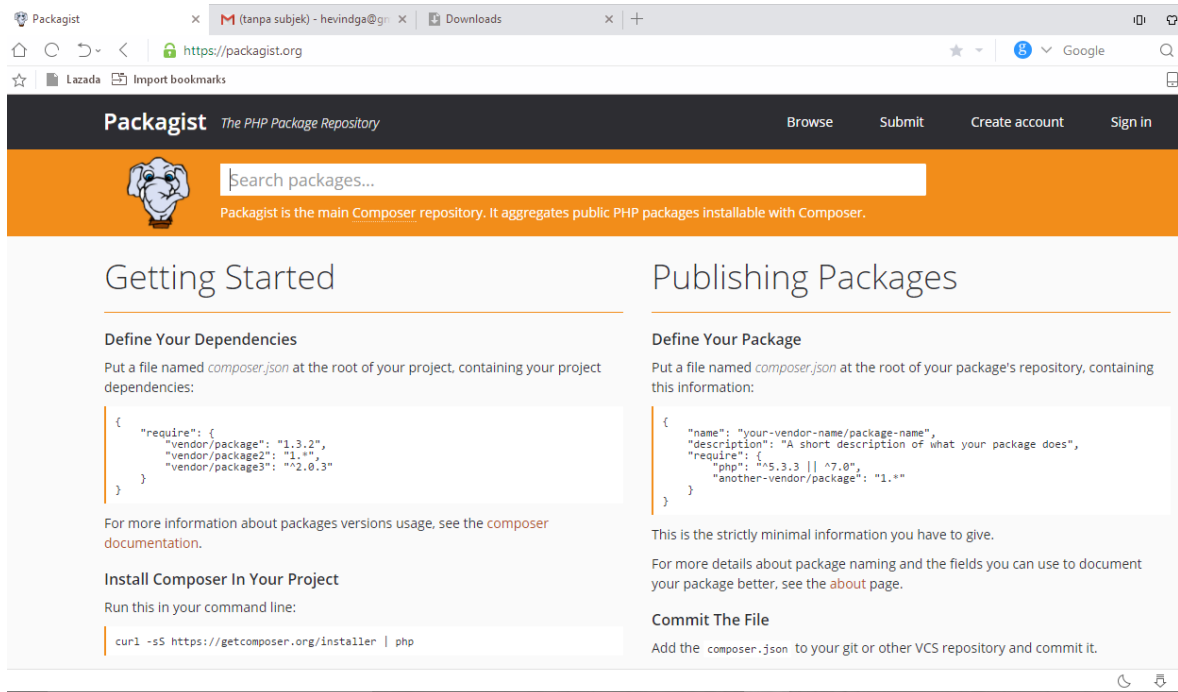 Packagist
(tanpa subjek) - hevindga@gm
Downloads
https://packagist.org
Google
Lazada
Import bookmarks
Packagist The PHP Package Repository
Browse Submit Create account Sign in
Search packages...
Packagist is the main Composer repository. It aggregates public PHP packages installable with Composer.
Getting Started
Define Your Dependencies
Put a file named composer.json at the root of your project, containing your project
dependencies:
{
    "require": {
        "vendor/package": "1.3.2",
        "vendor/package2": "1.*",
        "vendor/package3": "^2.0.3"
    }
}
For more information about packages versions usage, see the composer
documentation.
Install Composer In Your Project
Run this in your command line:
curl -sS https://getcomposer.org/installer | php
Publishing Packages
Define Your Package
Put a file named composer.json at the root of your package's repository, containing
this information:
{
    "name": "your-vendor-name/package-name",
    "description": "A short description of what your package does",
    "require": {
        "php": "^5.3.3 || ^7.0",
        "another-vendor/package": "1.*"
    }
}
This is the strictly minimal information you have to give.
For more details about package naming and the fields you can use to document
your package better, see the about page.
Commit The File
Add the composer.json to your git or other VCS repository and commit it.